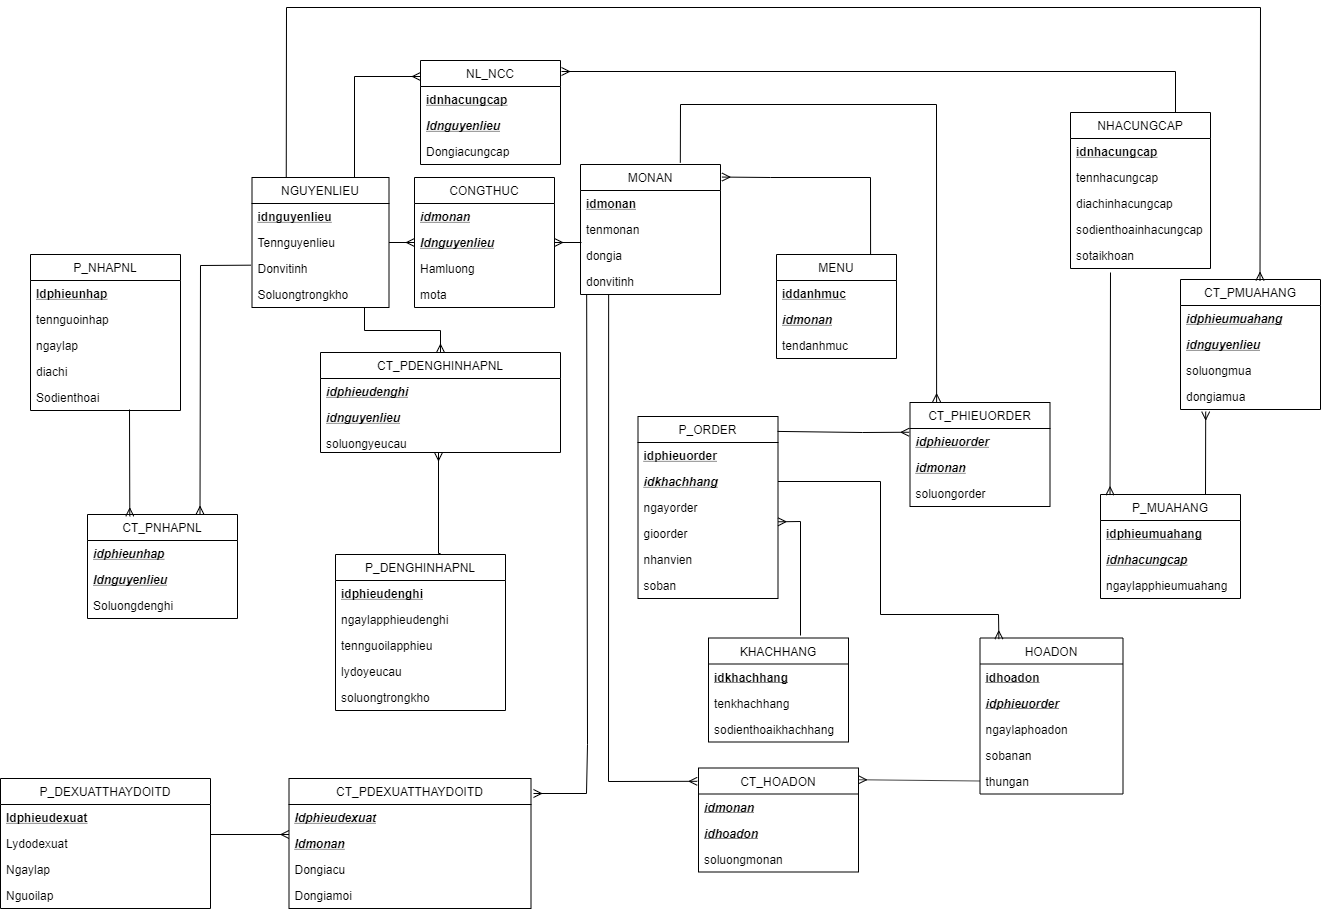 NL_NCC
idnhacungcap
Idnguyenlieu
Dongiacungcap
NHACUNGCAP
idnhacungcap
tennhacungcap
diachinhacungcap
sodienthoainhacungcap
sotaikhoan
NGUYENLIEU
idnguyenlieu
Tennguyenlieu
Donvitinh
Soluongtrongkho
CONGTHUC
idmonan
Idnguyenlieu
Hamluong
mota
MONAN
idmonan
tenmonan
dongia
donvitinh
P_NHAPNL
Idphieunhap
tennguoinhap
ngaylap
diachi
Sodienthoai
MENU
iddanhmuc
idmonan
tendanhmuc
CT_PMUAHANG
idphieumuahang
idnguyenlieu
soluongmua
dongiamua
CT_PDENGHINHAPNL
idphieudenghi
idnguyenlieu
soluongyeucau
P_ORDER
idphieuorder
idkhachhang
ngayorder
gioorder
nhanvien
soban
CT_PHIEUORDER
idphieuorder
idmonan
soluongorder
P_MUAHANG
idphieumuahang
idnhacungcap
ngaylapphieumuahang
CT_PNHAPNL
idphieunhap
Idnguyenlieu
Soluongdenghi
P_DENGHINHAPNL
idphieudenghi
ngaylapphieudenghi
tennguoilapphieu
lydoyeucau
soluongtrongkho
KHACHHANG
idkhachhang
tenkhachhang
sodienthoaikhachhang
HOADON
idhoadon
idphieuorder
ngaylaphoadon
sobanan
thungan
P_DEXUATTHAYDOITD
Idphieudexuat
Lydodexuat
Ngaylap
Nguoilap
CT_PDEXUATTHAYDOITD
Idphieudexuat
Idmonan
Dongiacu
Dongiamoi
CT_HOADON
idmonan
idhoadon
soluongmonan